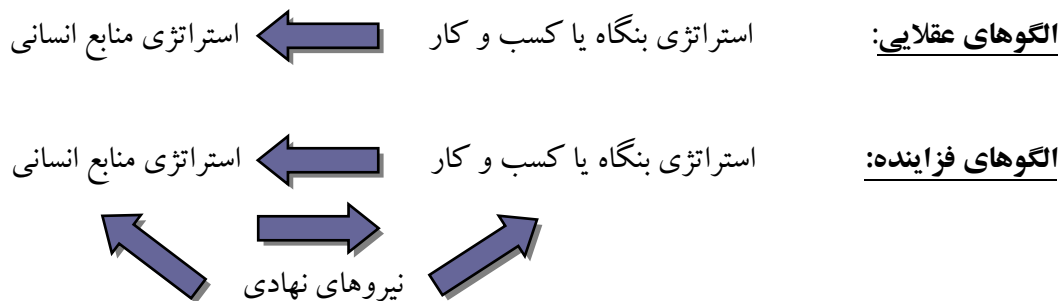 الگوهای عقلایی: استراتژی بنگاه یا کسب و کار استراتژی منابع انسانی
الگوهای فزاینده: استراتژی بنگاه یا کسب و کار استراتژی منابع انسانی
نیروهای نهادی